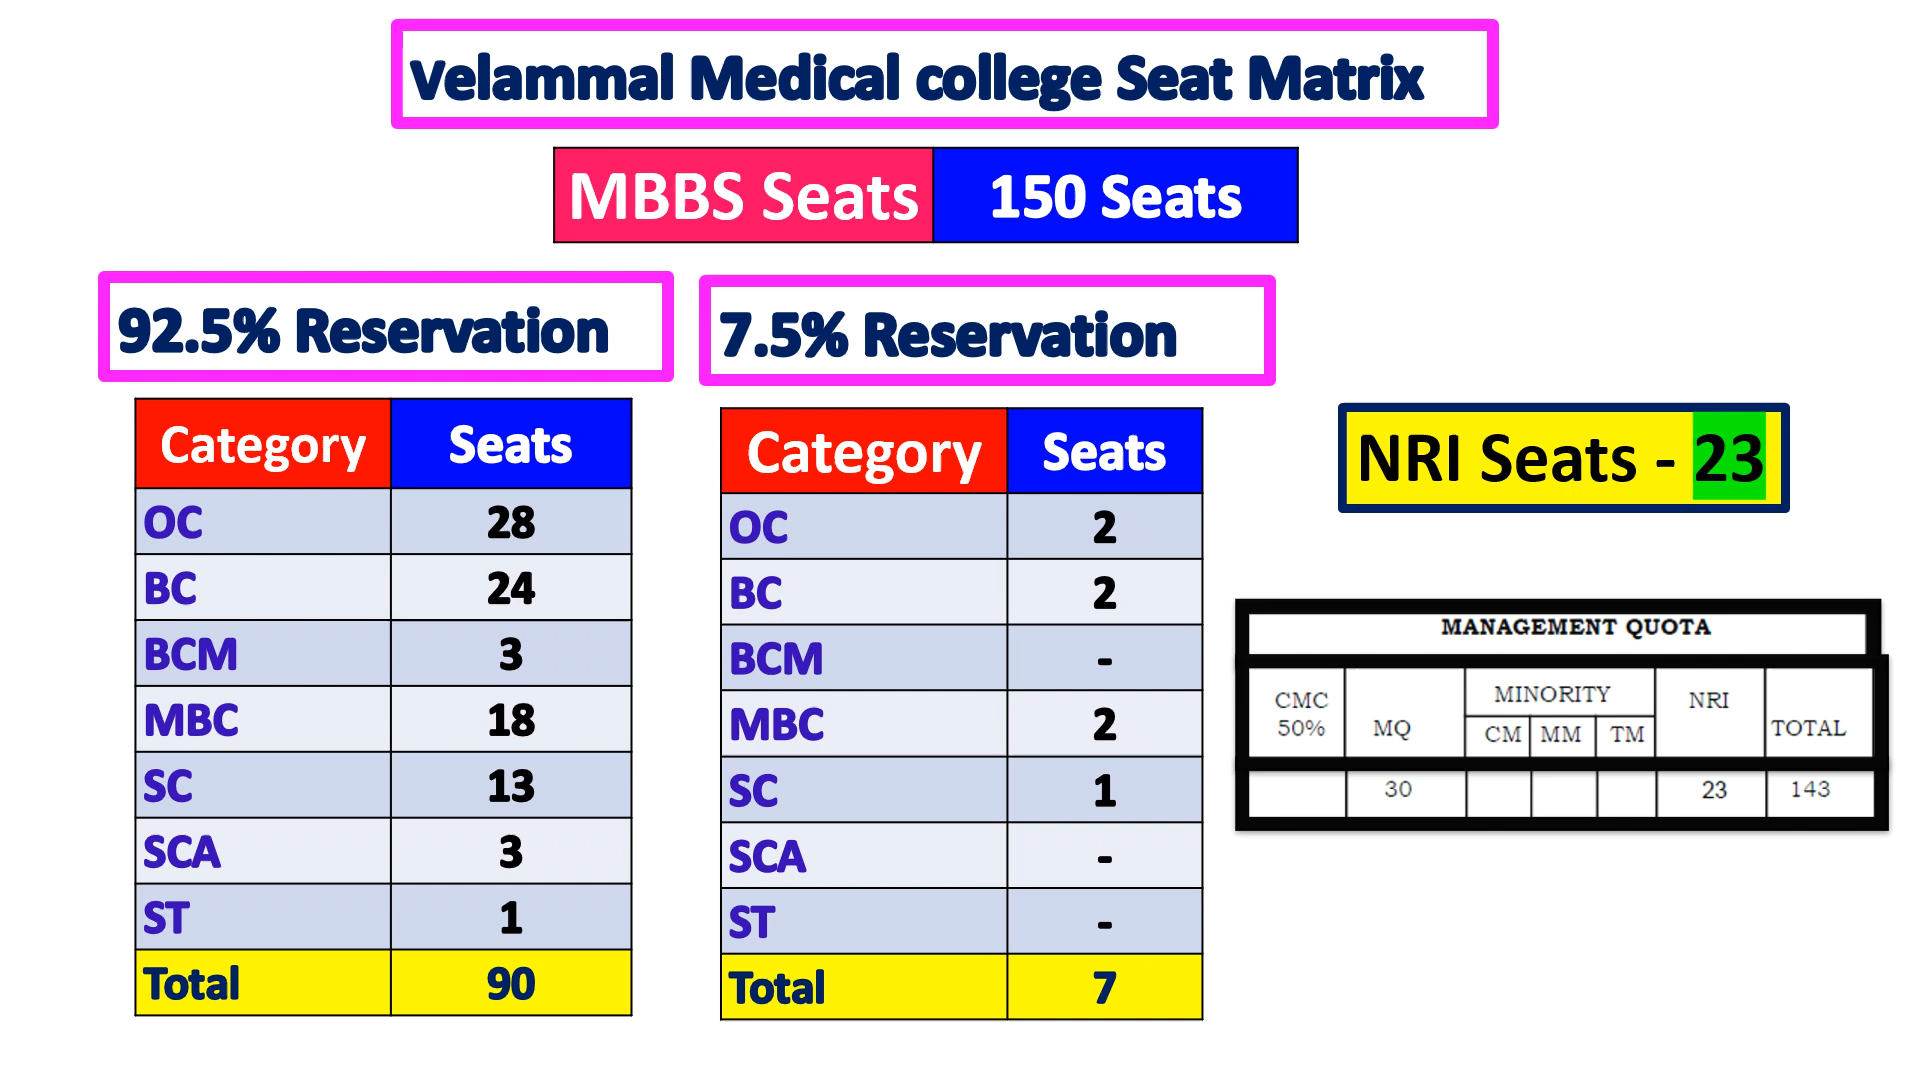 Velammal Medical college Seat Matrix
MBBS Seats 150 Seats
92.5% Reservation
Category Seats
OC 28
BC 24
BCM 3
MBC 18
SC 13
SCA 3
ST 1
Total 90
7.5% Reservation
Category Seats
OC 2
BC 2
BCM -
MBC 2
SC 1
SCA -
ST -
Total 7
NRI Seats - 23
MANAGEMENT QUOTA
CMC 50% MQ MINORITY NRI TOTAL
CM MM TM
30 23 143